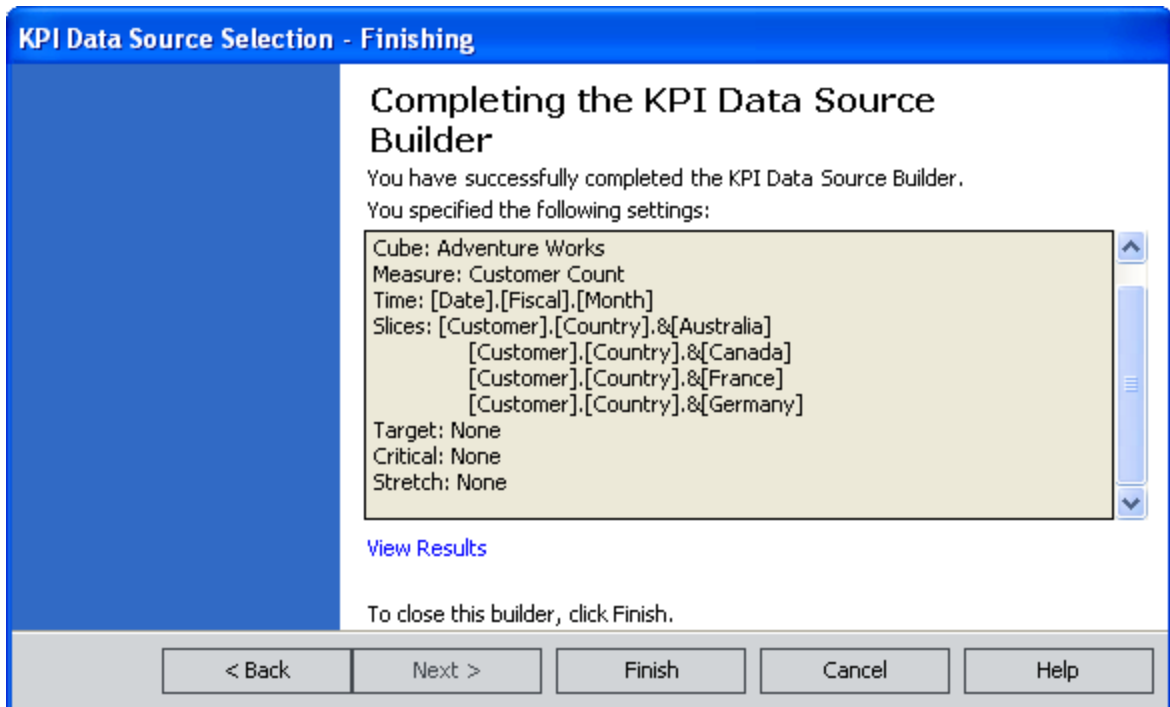 KPI Data Source Selection - Finishing
Completing the KPI Data Source
Builder
You have successfully completed the KPI Data Source Builder.
You specified the following settings:
Cube: Adventure Works
Measure: Customer Count
Time: [Date].[Fiscal].[Month]
Slices: [Customer].[Country].&[Australia]
[Customer].[Country].&[Canada]
[Customer].[Country].&[France]
[Customer].[Country].&[Germany]
Target: None
Critical: None
Stretch: None
View Results
To close this builder, click Finish.
< Back Next > Finish Cancel Help